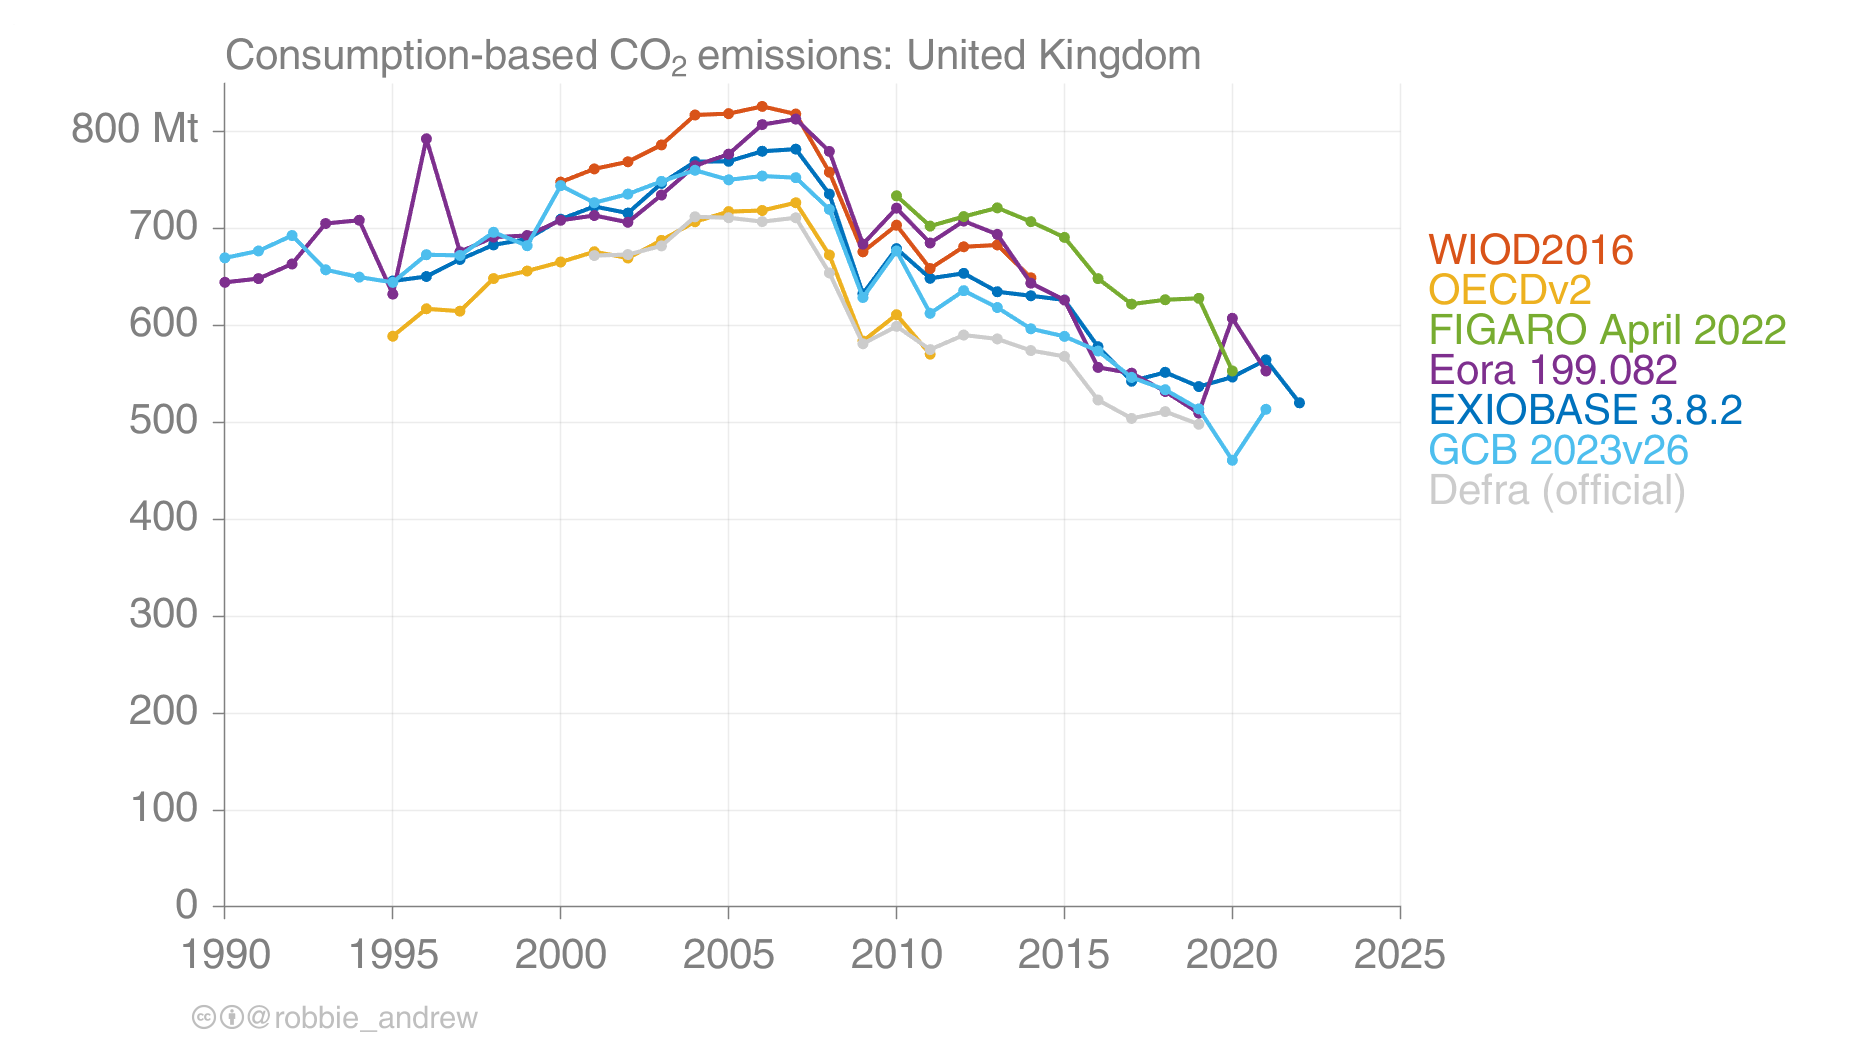 Consumption-based CO₂ emissions: United Kingdom
800 Mt
700
600
500
400
300
200
100
0
1990 1995 2000 2005 2010 2015 2020 2025
WIOD2016
OECDv2
FIGARO April 2022
Eora 199.082
EXIOBASE 3.8.2
GCB 2023v26
Defra (official)
@robbie_andrew